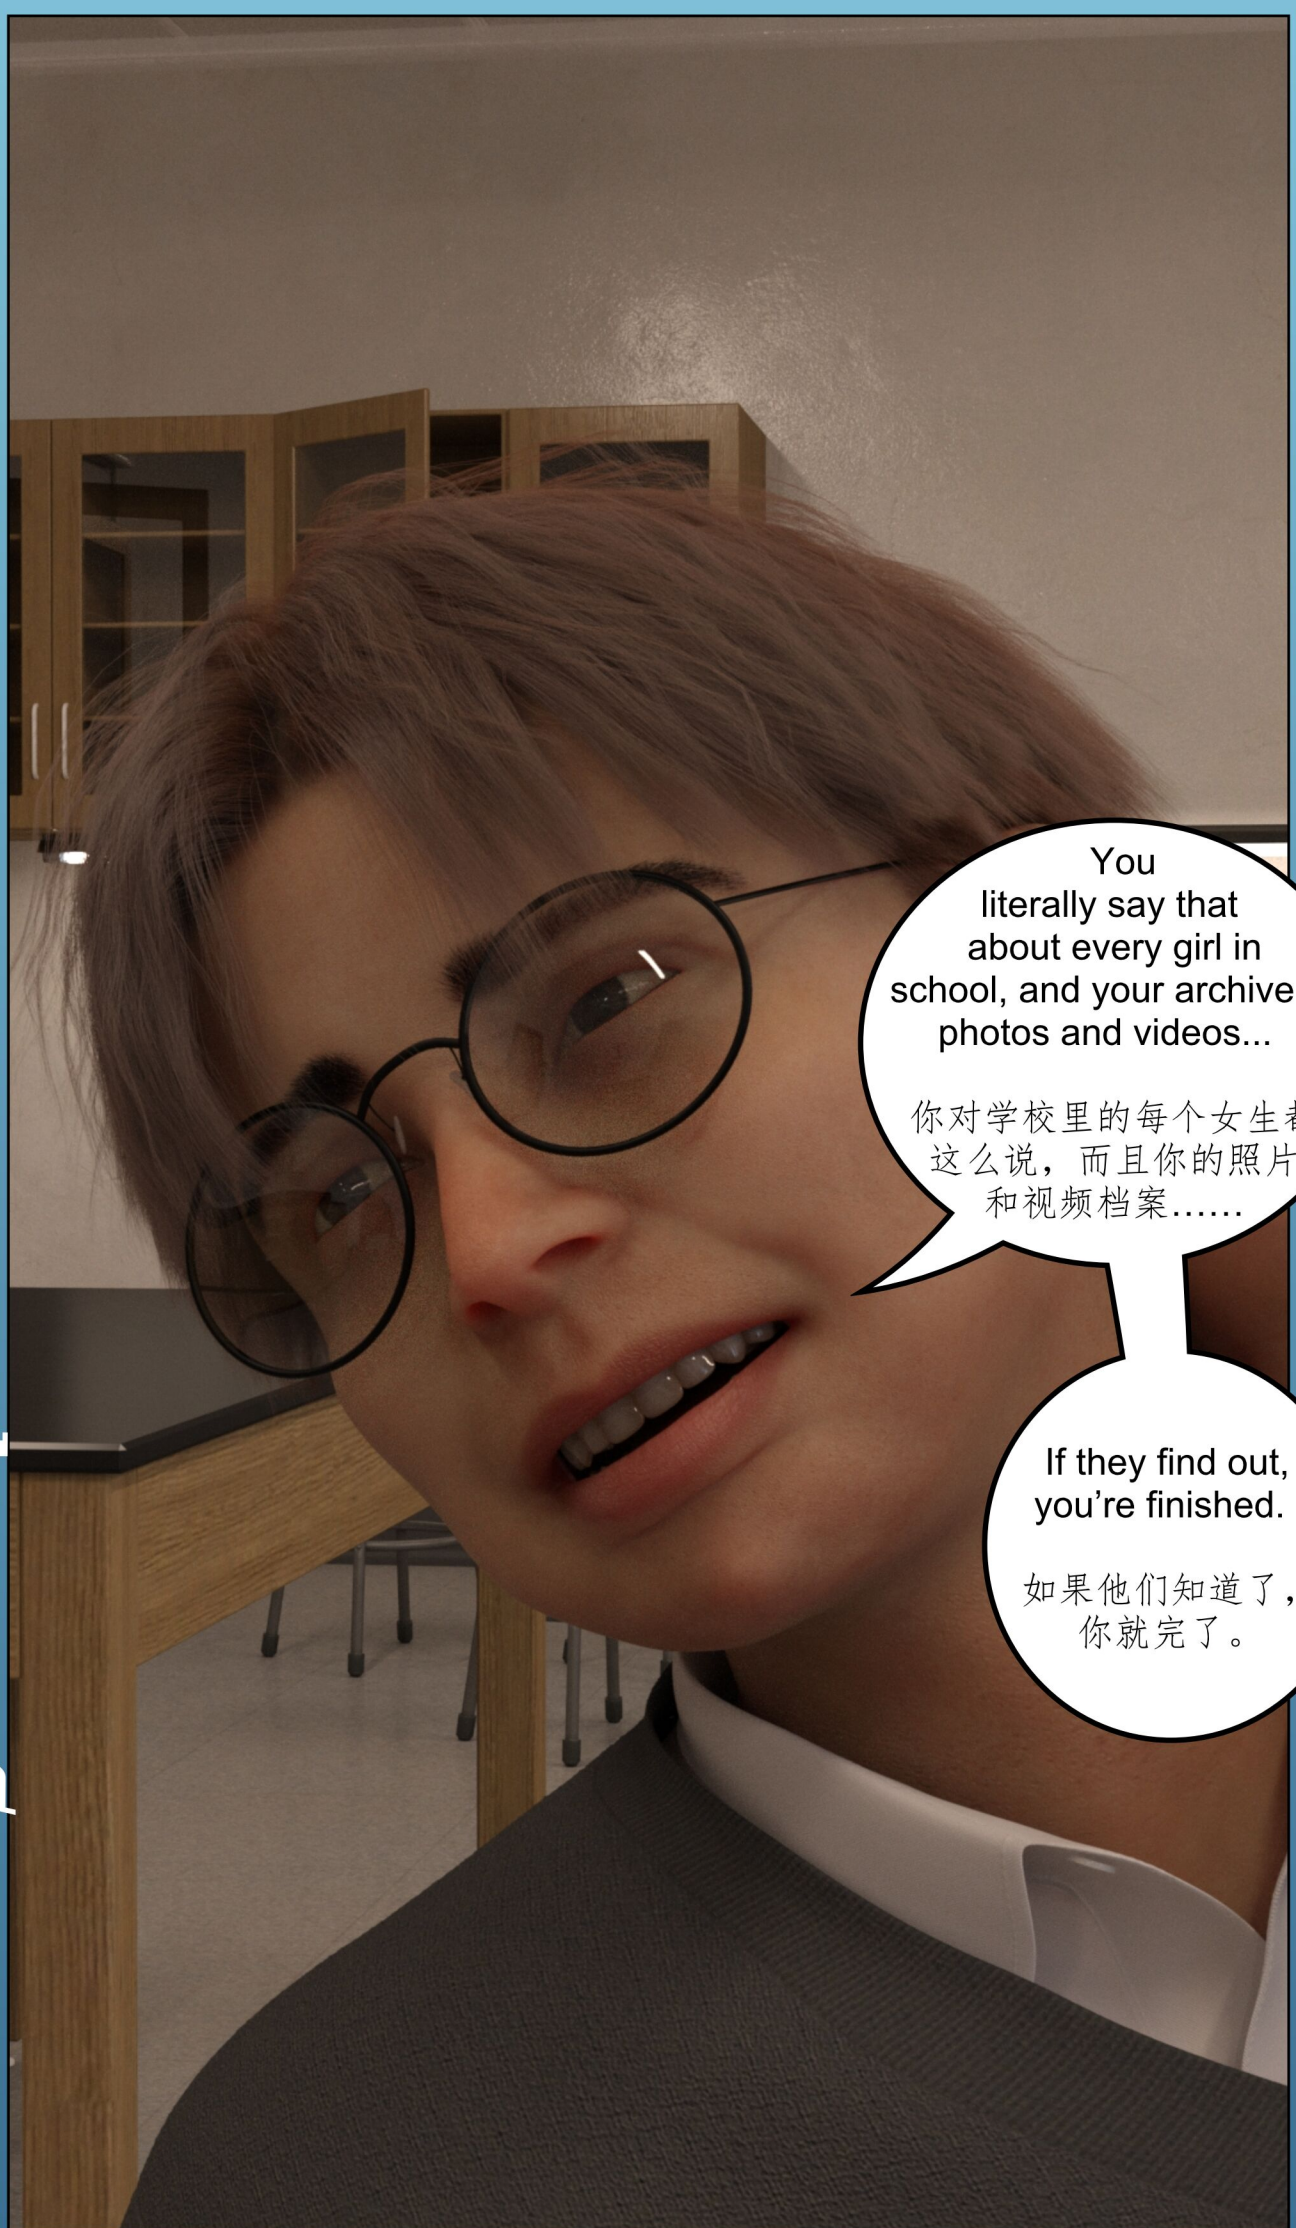 You
literally say that
about every girl in
school, and your archive
photos and videos...
你对学校里的每个女生都
这么说，而且你的照片
和视频档案……
If they find out,
you’re finished.
如果他们知道了，
你就完了。